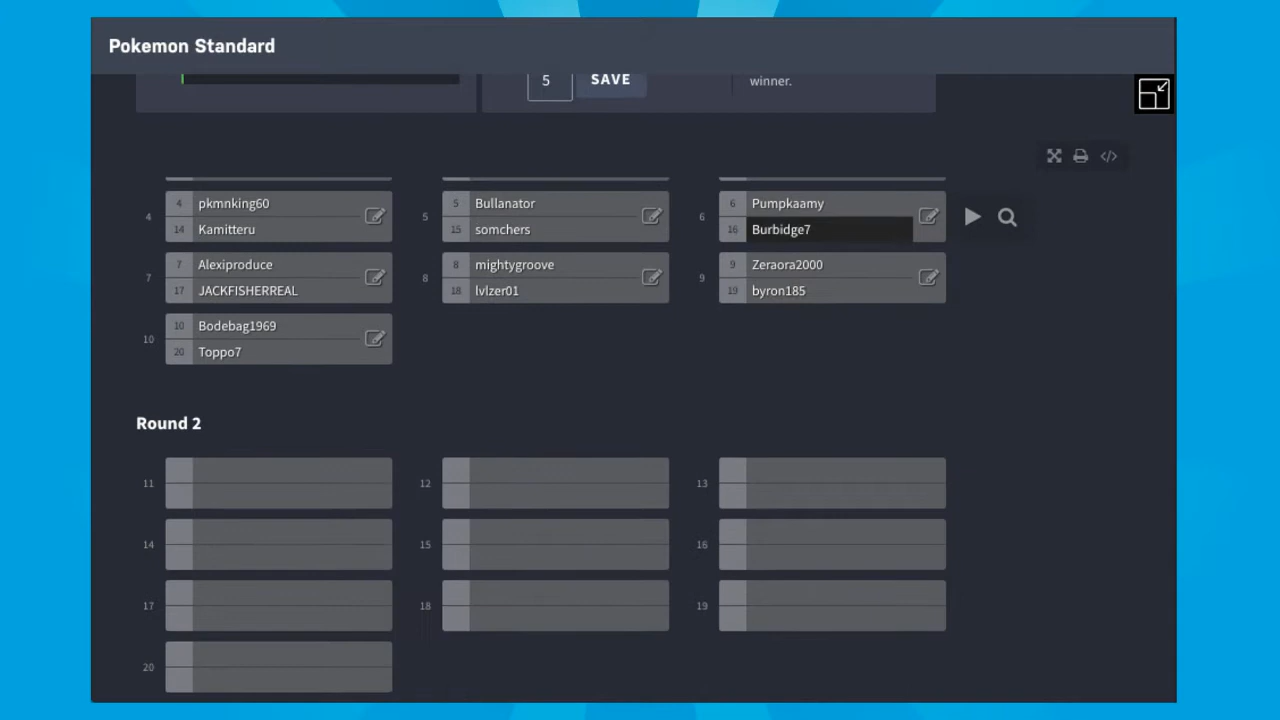 Pokemon Standard
5
SAVE
winner.
</>
4
4 pkmnking60
14 Kamitteru
5
5 Bullanator
15 somchers
6
6 Pumpkaamy
16 Burbidge7
7
7 Alexiproduce
17 JACKFISHERREAL
8
8 mightygroove
18 lvlzer01
9
9 Zeraora2000
19 byron185
10
10 Bodebag1969
20 Toppo7
Round 2
11
12
13
14
15
16
17
18
19
20